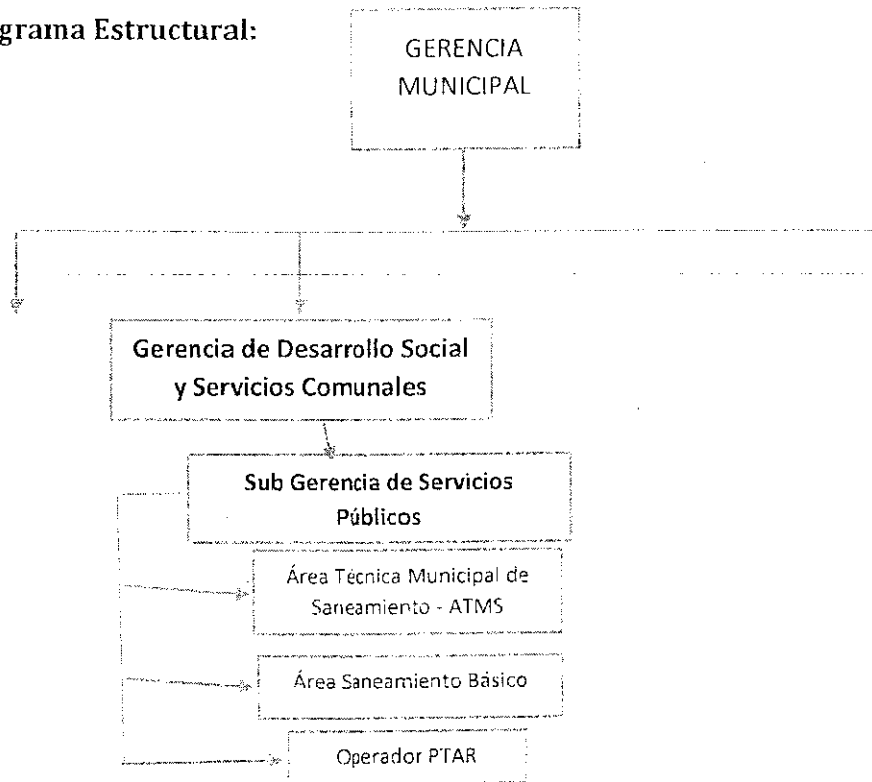 grama Estructural:
GERENCIA
MUNICIPAL
Gerencia de Desarrollo Social
y Servicios Comunales
Sub Gerencia de Servicios
Públicos
Área Técnica Municipal de
Saneamiento - ATMS
Área Saneamiento Básico
Operador PTAR